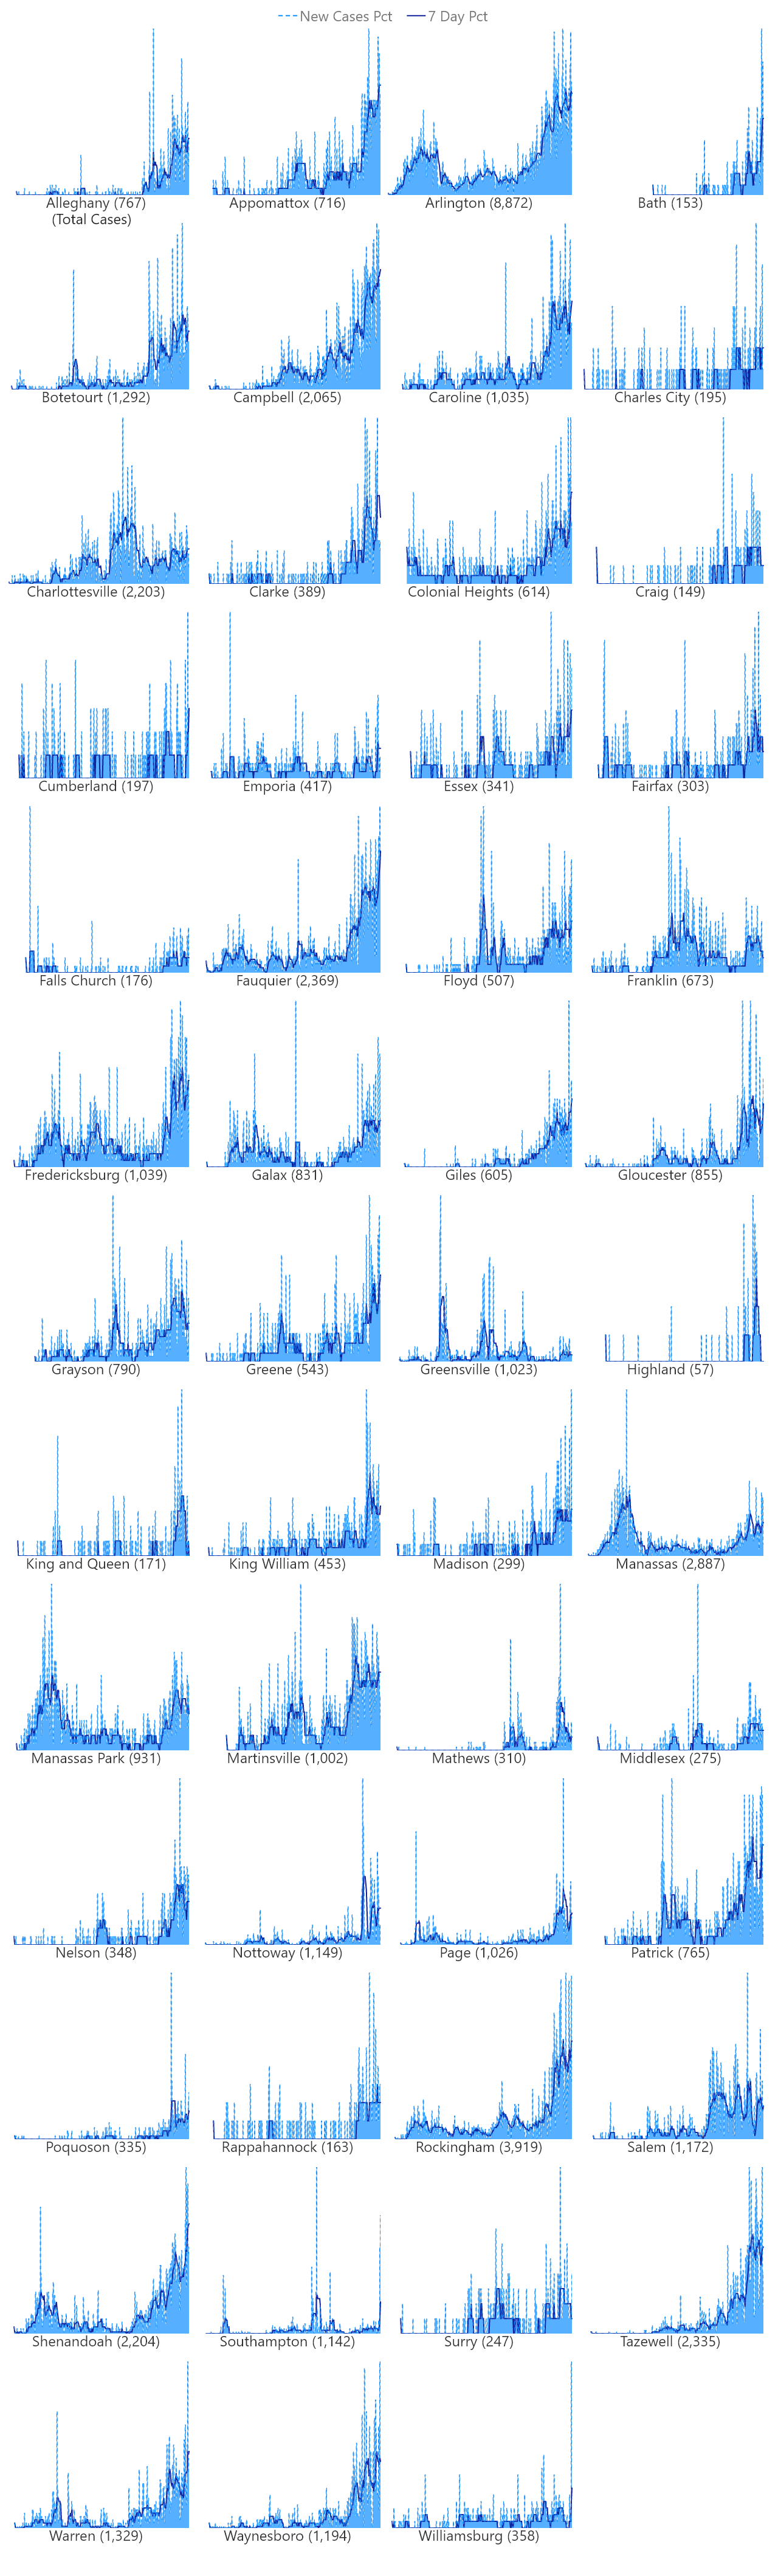 New Cases Pct 7 Day Pct
Alleghany (767) Appomattox (716) Arlington (8,872) Bath (153)
(Total Cases)
Botetourt (1,292) Campbell (2,065) Caroline (1,035) Charles City (195)
Charlottesville (2,203) Clarke (389) Colonial Heights (614) Craig (149)
Cumberland (197) Emporia (417) Essex (341) Fairfax (303)
Falls Church (176) Fauquier (2,369) Floyd (507) Franklin (673)
Fredericksburg (1,039) Galax (831) Giles (605) Gloucester (855)
Grayson (790) Greene (543) Greensville (1,023) Highland (57)
King and Queen (171) King William (453) Madison (299) Manassas (2,887)
Manassas Park (931) Martinsville (1,002) Mathews (310) Middlesex (275)
Nelson (348) Nottoway (1,149) Page (1,026) Patrick (765)
Poquoson (335) Rappahannock (163) Rockingham (3,919) Salem (1,172)
Shenandoah (2,204) Southampton (1,142) Surry (247) Tazewell (2,335)
Warren (1,329) Waynesboro (1,194) Williamsburg (358)